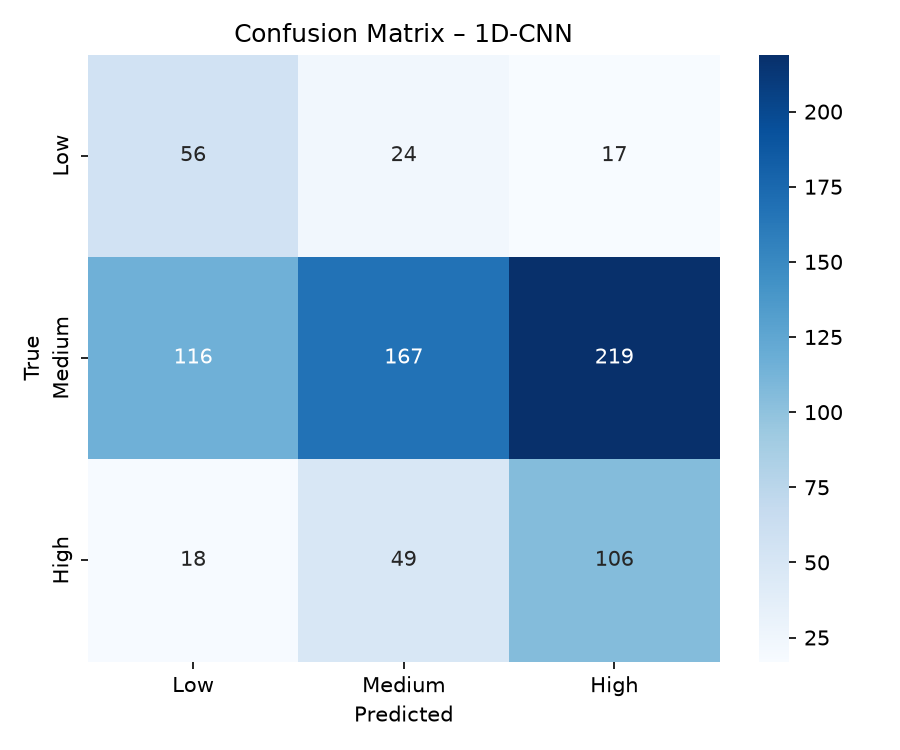 Confusion Matrix – 1D-CNN
True
Low
56 24 17
Medium
116 167 219
High
18 49 106
Low Medium High
Predicted
200
175
150
125
100
75
50
25